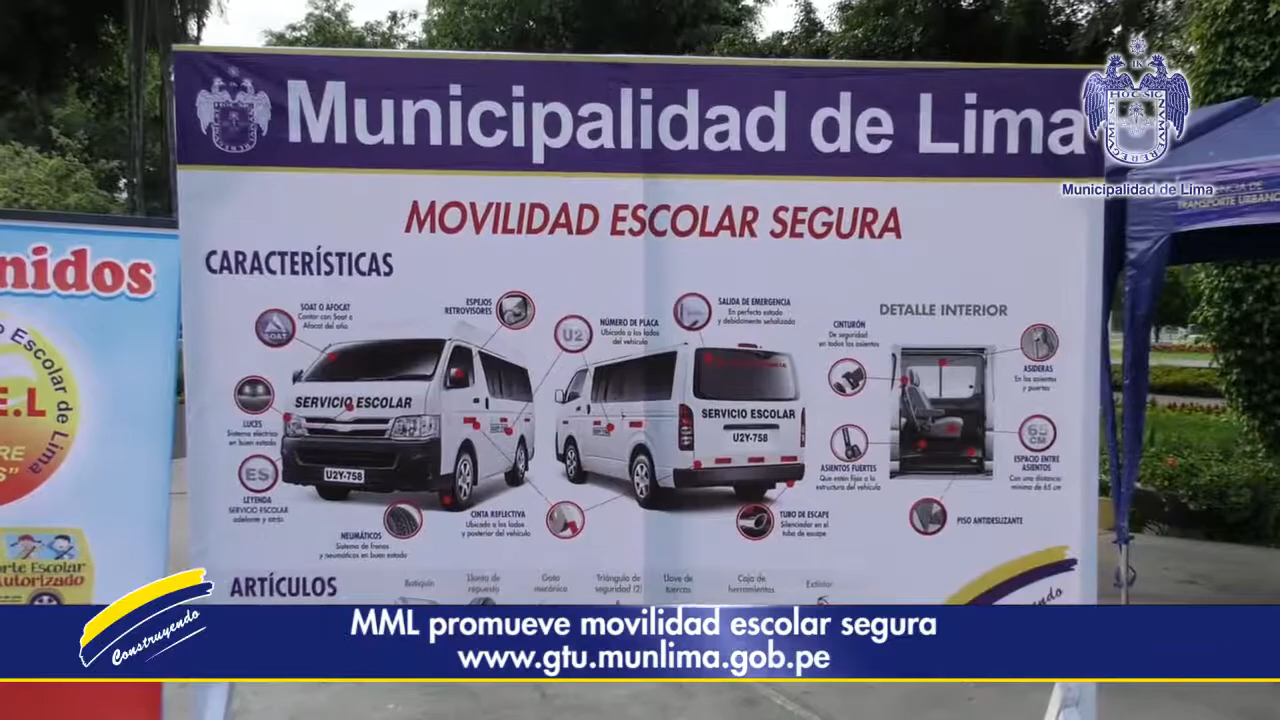 Municipalidad de Lima
Municipalidad de Lima
TRANSPORTE URBANO
MOVILIDAD ESCOLAR SEGURA
CARACTERÍSTICAS
nidos
Escolar de Lima
E.L
SOAT O AFOCAT
Contar con Soat o
Afocat del año
SOAT
ESPEJOS
RETROVISORES
U2
NÚMERO DE PLACA
Ubicado a los lados
del vehículo
SALIDA DE EMERGENCIA
En perfecto estado
y debidamente señalizada
DETALLE INTERIOR
CINTURÓN
De seguridad
en todos los asientos
ASIDERAS
En los asientos
y puertas
LUCES
Sistema eléctrico
en buen estado
SERVICIO ESCOLAR
U2Y-758
SERVICIO ESCOLAR
U2Y-758
65
CM
ESPACIO ENTRE
ASIENTOS
Con una distancia
mínima de 65 cm
ASIENTOS FUERTES
Que estén fijos a la
estructura del vehículo
ES
LEYENDA
SERVICIO ESCOLAR
adelante y atrás
NEUMÁTICOS
Sistema de frenos
y neumáticos en buen estado
CINTA REFLECTIVA
Ubicada a los lados
y posterior del vehículo
TUBO DE ESCAPE
Silenciador en el
tubo de escape
PISO ANTIDESLIZANTE
orte Escolar
Autorizado
ARTÍCULOS
Botiquín
Llanta de
repuesto
Gata
mecánica
Triángulo de
seguridad (2)
Llave de
tuercas
Caja de
herramientas
Extintor
Construyendo
MML promueve movilidad escolar segura
www.gtu.munlima.gob.pe